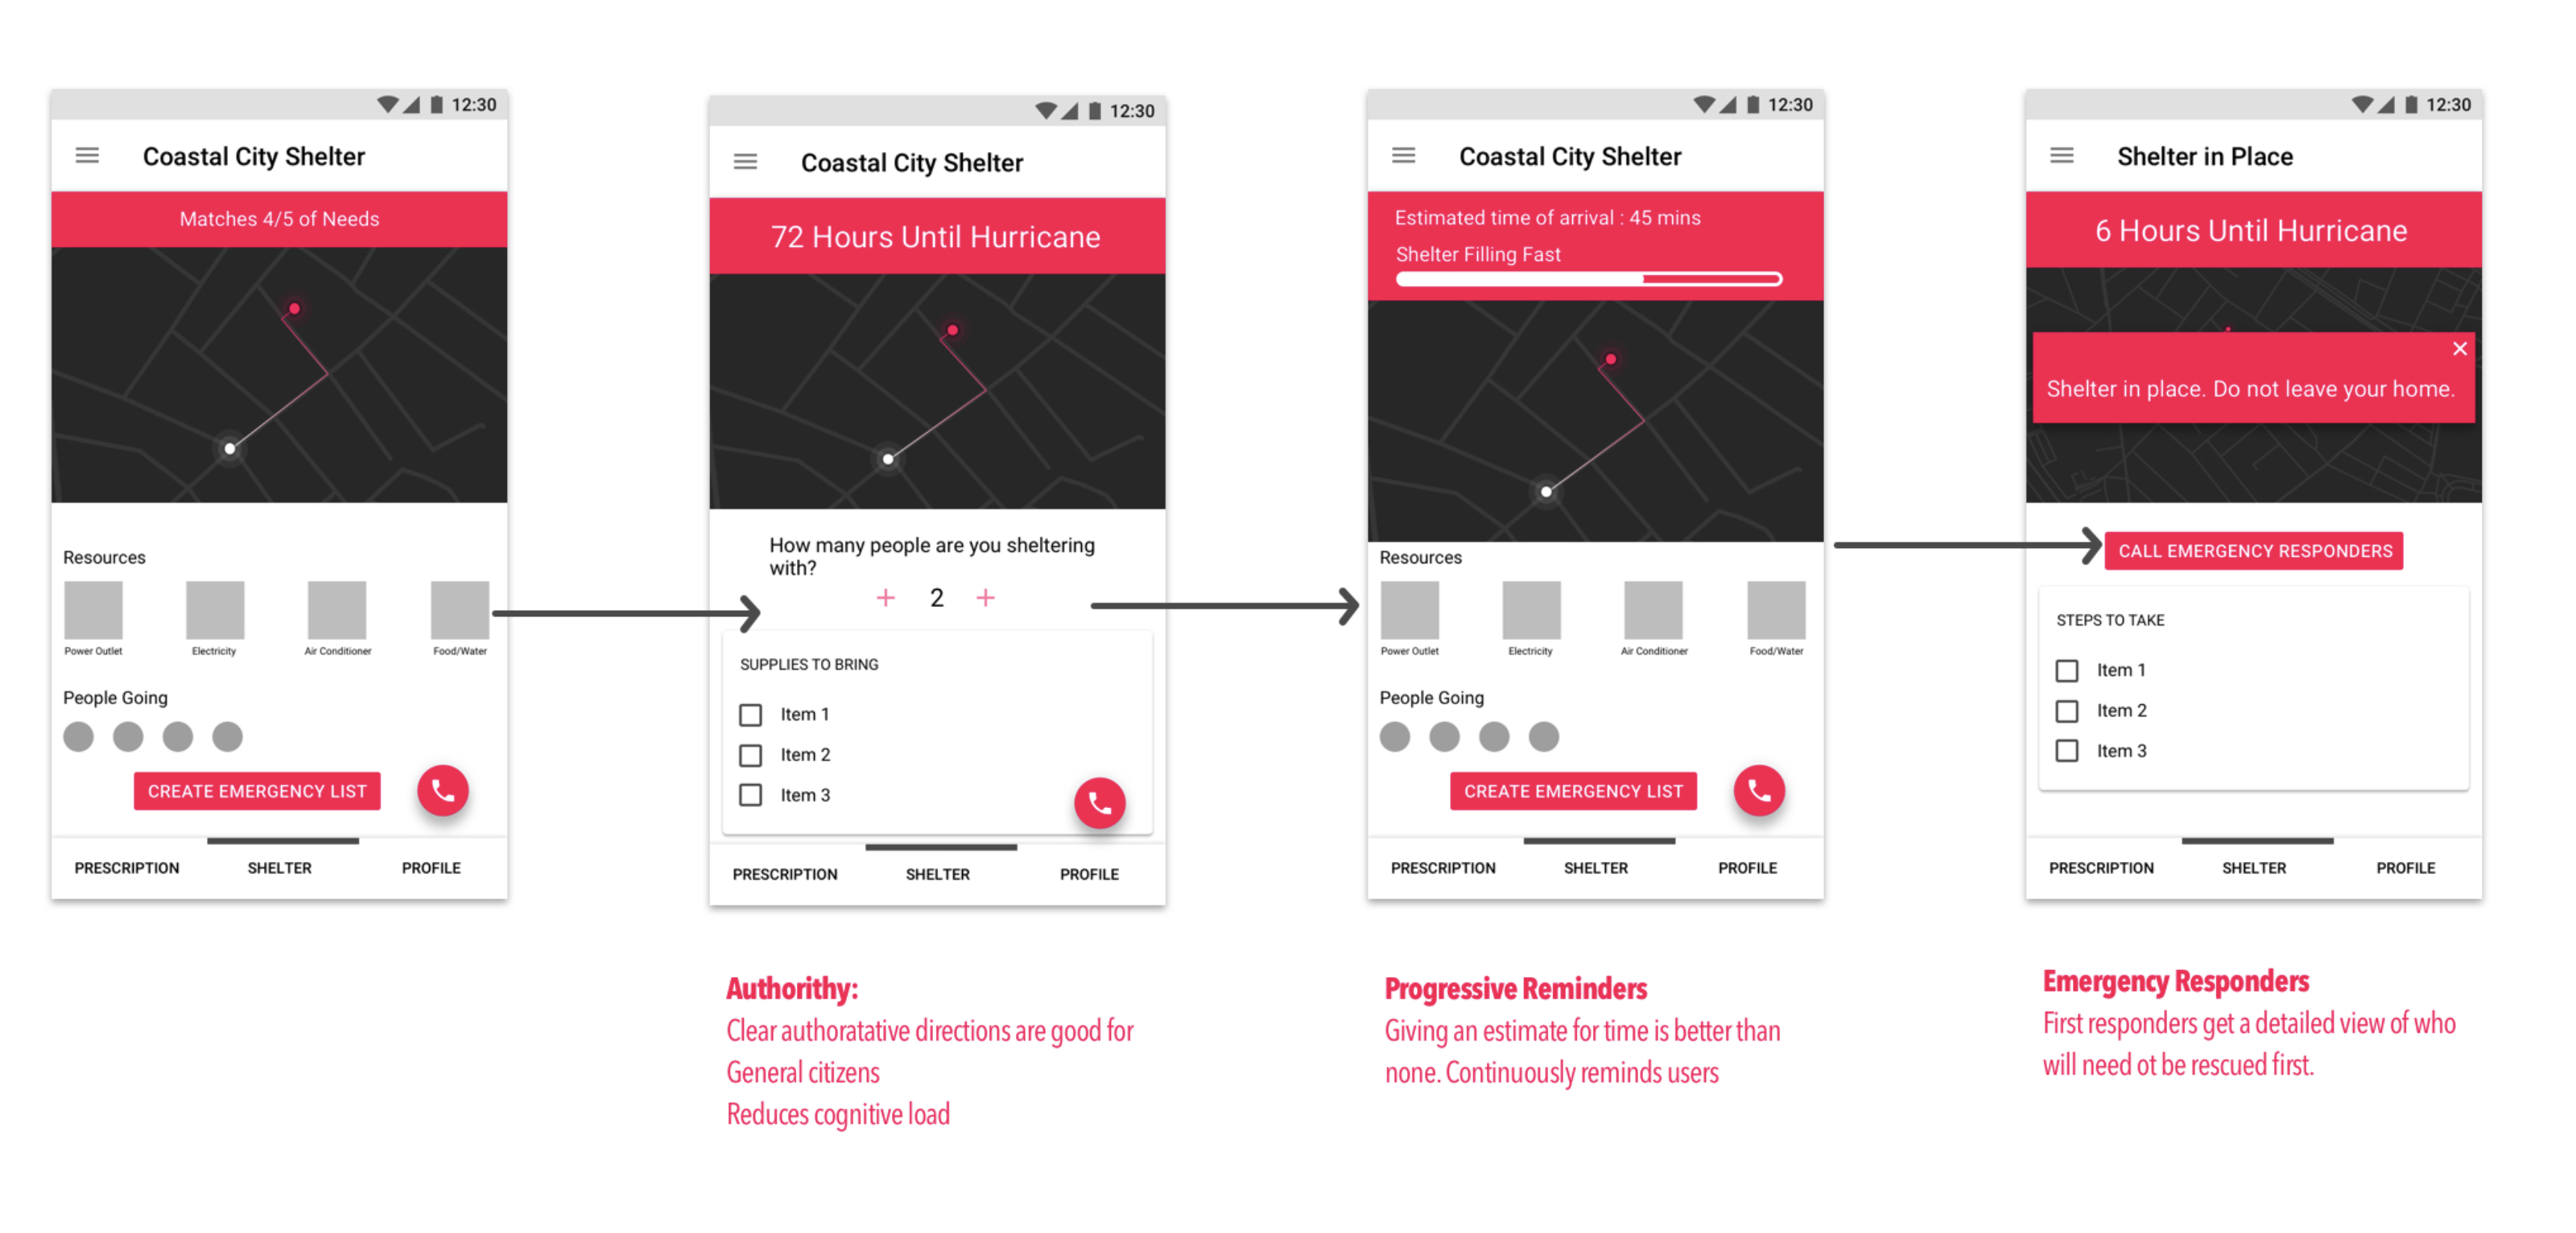 12:30
Coastal City Shelter
Matches 4/5 of Needs
Resources
Power Outlet
Electricity
Air Conditioner
Food/Water
People Going
CREATE EMERGENCY LIST
PRESCRIPTION
SHELTER
PROFILE
12:30
Coastal City Shelter
72 Hours Until Hurricane
How many people are you sheltering
with?
+ 2 +
SUPPLIES TO BRING
Item 1
Item 2
Item 3
PRESCRIPTION
SHELTER
PROFILE
Authorithy:
Clear authoratative directions are good for
General citizens
Reduces cognitive load
12:30
Coastal City Shelter
Estimated time of arrival : 45 mins
Shelter Filling Fast
Resources
Power Outlet
Electricity
Air Conditioner
Food/Water
People Going
CREATE EMERGENCY LIST
PRESCRIPTION
SHELTER
PROFILE
Progressive Reminders
Giving an estimate for time is better than
none. Continuously reminds users
12:30
Shelter in Place
6 Hours Until Hurricane
Shelter in place. Do not leave your home.
CALL EMERGENCY RESPONDERS
STEPS TO TAKE
Item 1
Item 2
Item 3
PRESCRIPTION
SHELTER
PROFILE
Emergency Responders
First responders get a detailed view of who
will need ot be rescued first.